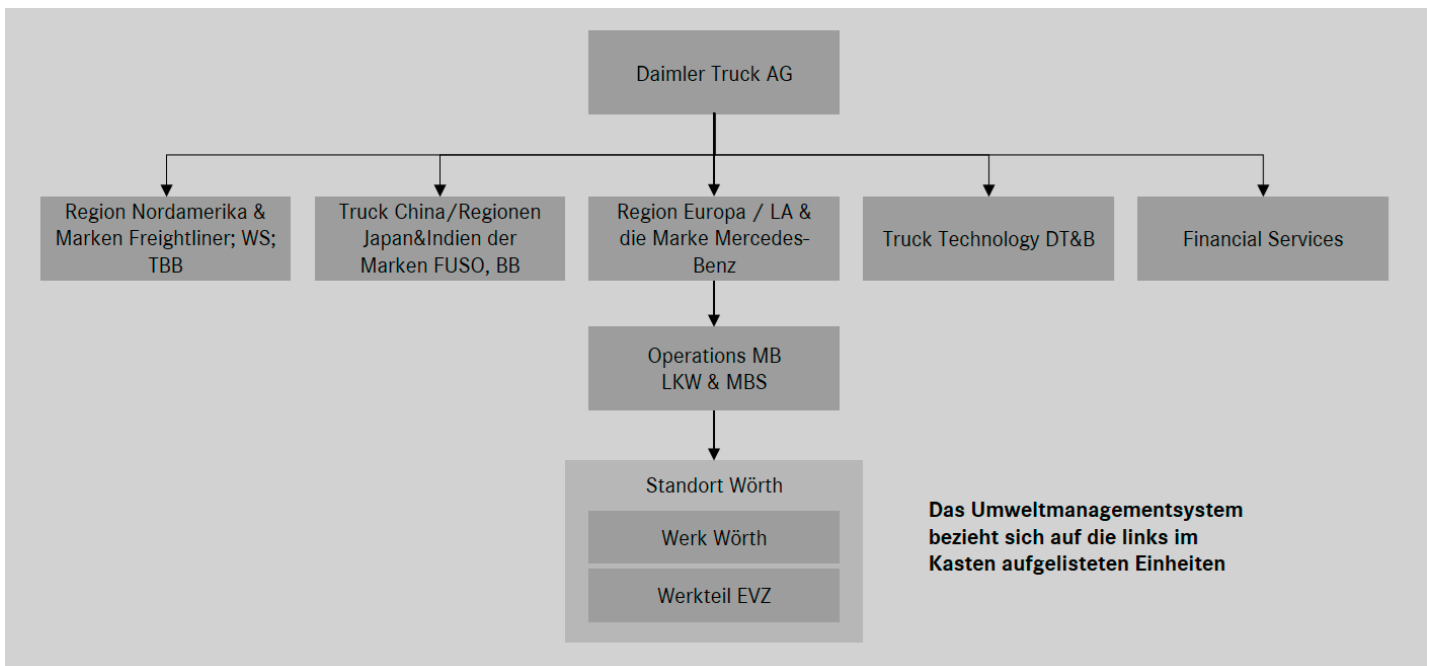 Daimler Truck AG
Region Nordamerika &
Marken Freightliner; WS;
TBB
Truck China/Regionen
Japan&Indien der
Marken FUSO, BB
Region Europa / LA &
die Marke Mercedes-
Benz
Truck Technology DT&B
Financial Services
Operations MB
LKW & MBS
Standort Wörth
Werk Wörth
Werkteil EVZ
Das Umweltmanagementsystem
bezieht sich auf die links im
Kasten aufgelisteten Einheiten